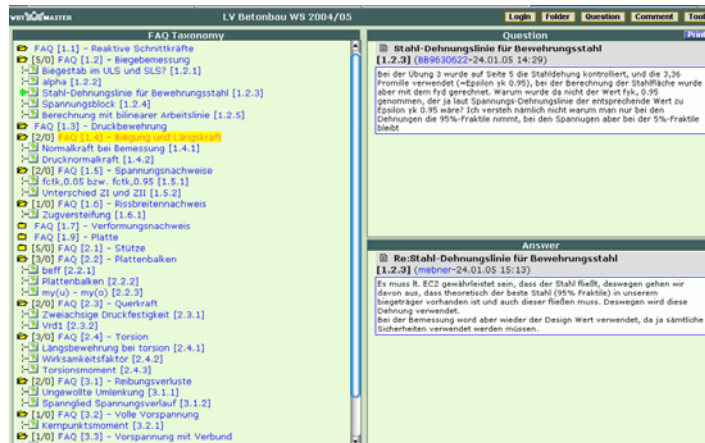 VBT MASTER
LV Betonbau WS 2004/05
Login Folder Question Comment Tool
FAQ Taxonomy
FAQ [1.1] - Reaktive Schnittkräfte
[5/0] FAQ [1.2] - Biegebemessung
Biegestab im ULS und SLS? [1.2.1]
alpha [1.2.2]
Stahl-Dehnungslinie für Bewehrungsstahl [1.2.3]
Spannungsblock [1.2.4]
Berechnung mit bilinearer Arbeitslinie [1.2.5]
FAQ [1.3] - Druckbewehrung
[2/0] FAQ [1.4] - Biegung und Längskraft
Normalkraft bei Bemessung [1.4.1]
Drucknormalkraft [1.4.2]
[2/0] FAQ [1.5] - Spannungsnachweise
fctk,0.05 bzw. fctk,0.95 [1.5.1]
Unterschied ZI und ZII [1.5.2]
[1/0] FAQ [1.6] - Rissbreitennachweis
Zugversteifung [1.6.1]
FAQ [1.7] - Verformungsnachweis
FAQ [1.9] - Platte
[5/0] FAQ [2.1] - Stütze
[3/0] FAQ [2.2] - Plattenbalken
beff [2.2.1]
Plattenbalken [2.2.2]
my(u) - my(o) [2.2.3]
[2/0] FAQ [2.3] - Querkraft
Zweiachsige Druckfestigkeit [2.3.1]
Vrd1 [2.3.2]
[3/0] FAQ [2.4] - Torsion
Längsbewehrung bei torsion [2.4.1]
Wirksamkeitsfaktor [2.4.2]
Torsionsmoment [2.4.3]
[2/0] FAQ [3.1] - Reibungsverluste
Ungewollte Umlenkung [3.1.1]
Spannglied Spannungsverlauf [3.1.2]
[1/0] FAQ [3.2] - Volle Vorspannung
Kernpunktsmoment [3.2.1]
[1/0] FAQ [3.3] - Vorspannung mit Verbund
Question
Print
Stahl-Dehnungslinie für Bewehrungsstahl
[1.2.3] (BB9630622-24.01.05 14:29)
Bei der Übung 3 wurde auf Seite 5 die Stahldehung kontrolliert, und die 3,36
Promille verwendet (=Epsilon yk 0.95), bei der Berechnung der Stahlfläche wurde
aber mit dem fyd gerechnet. Warum wurde da nicht der Wert fyk, 0.95
genommen, der ja laut Spannungs-Dehnungslinie der entsprechende Wert zu
Epsilon yk 0.95 wäre? Ich versteh nämlich nicht warum man nur bei den
Dehnungen die 95%-Fraktile nimmt, bei den Spannugen aber bei der 5%-Fraktile
bleibt
Answer
Re:Stahl-Dehnungslinie für Bewehrungsstahl
[1.2.3] (mebner-24.01.05 15:13)
Es muss lt. EC2 gewährleistet sein, dass der Stahl fließt, deswegen gehen wir
davon aus, dass theoretisch der beste Stahl (95% Fraktile) in unserem
biegeträger vorhanden ist und auch dieser fließen muss. Deswegen wird diese
Dehnung verwendet.
Bei der Bemessung word aber wieder der Design Wert verwendet, da ja sämtliche
Sicherheiten verwendet werden müssen.